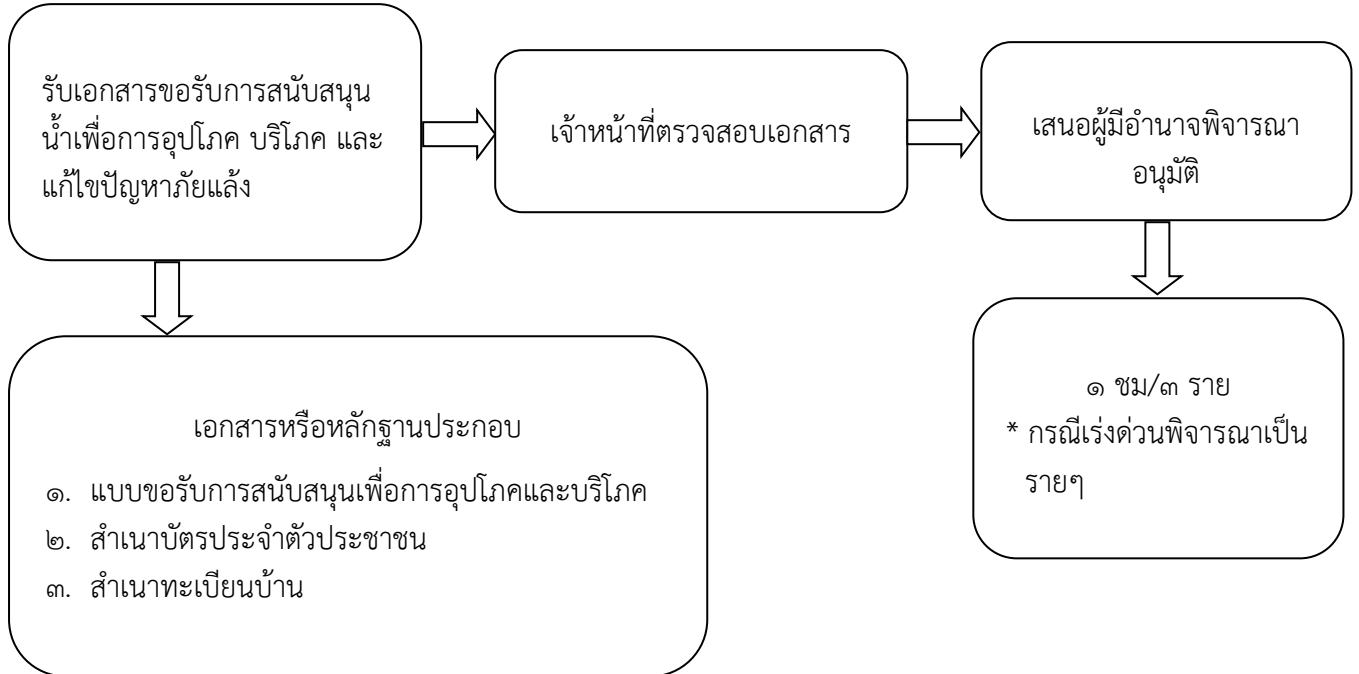 รับเอกสารขอรับการสนับสนุน
น้ำเพื่อการอุปโภค บริโภค และ
แก้ไขปัญหาภัยแล้ง
เจ้าหน้าที่ตรวจสอบเอกสาร
เสนอผู้มีอำนาจพิจารณา
อนุมัติ
เอกสารหรือหลักฐานประกอบ
๑. แบบขอรับการสนับสนุนเพื่อการอุปโภคและบริโภค
๒. สำเนาบัตรประจำตัวประชาชน
๓. สำเนาทะเบียนบ้าน
๑ ชม/๓ ราย
* กรณีเร่งด่วนพิจารณาเป็น
รายๆ